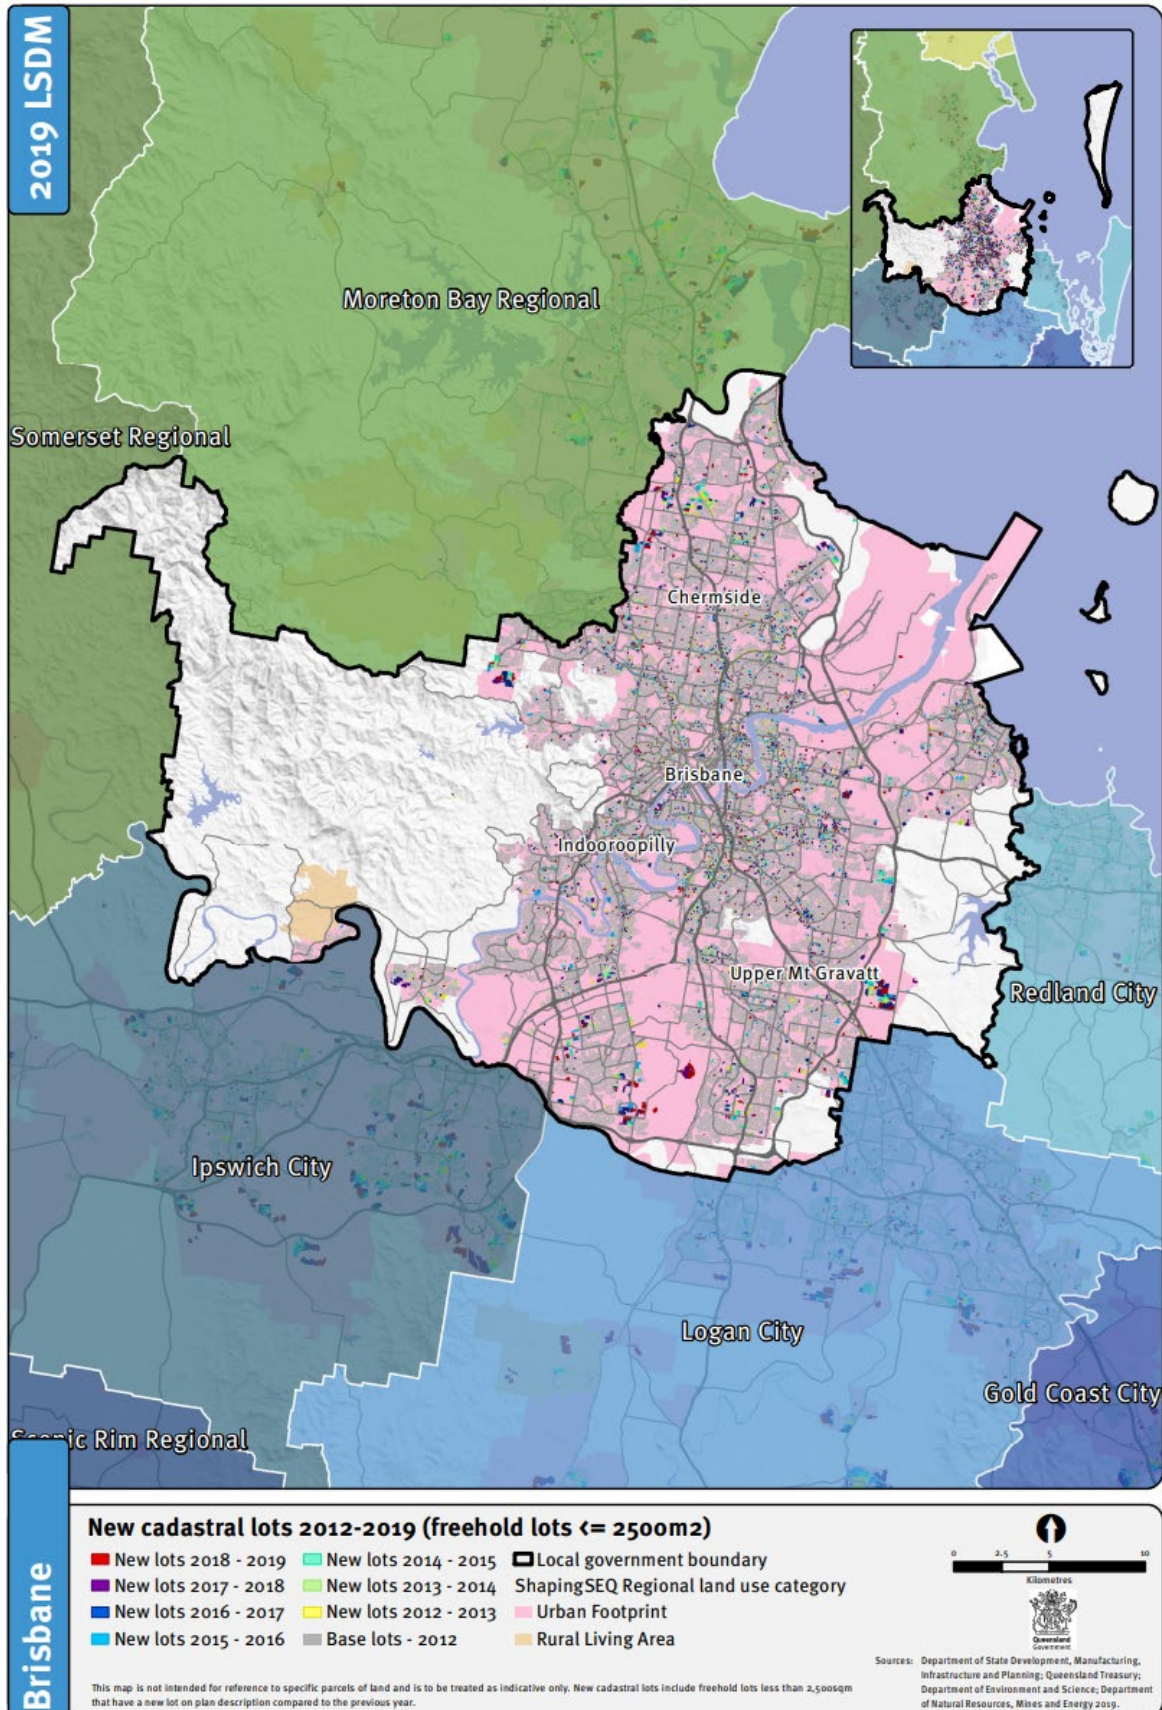 2019 LSDM
Moreton Bay Regional
Somerset Regional
Chermside
Brisbane
Indooroopilly
Upper Mt Gravatt
Redland City
Ipswich City
Logan City
Gold Coast City
Scenic Rim Regional
Brisbane
New cadastral lots 2012-2019 (freehold lots <= 2500m2)
New lots 2018 - 2019
New lots 2017 - 2018
New lots 2016 - 2017
New lots 2015 - 2016
New lots 2014 - 2015
New lots 2013 - 2014
New lots 2012 - 2013
Base lots - 2012
Local government boundary
ShapingSEQ Regional land use category
Urban Footprint
Rural Living Area
0 2.5 5 10
Kilometres
Queensland
Government
Sources: Department of State Development, Manufacturing,
Infrastructure and Planning; Queensland Treasury;
Department of Environment and Science; Department
of Natural Resources, Mines and Energy 2019.
This map is not intended for reference to specific parcels of land and is to be treated as indicative only. New cadastral lots include freehold lots less than 2,500sqm
that have a new lot on plan description compared to the previous year.